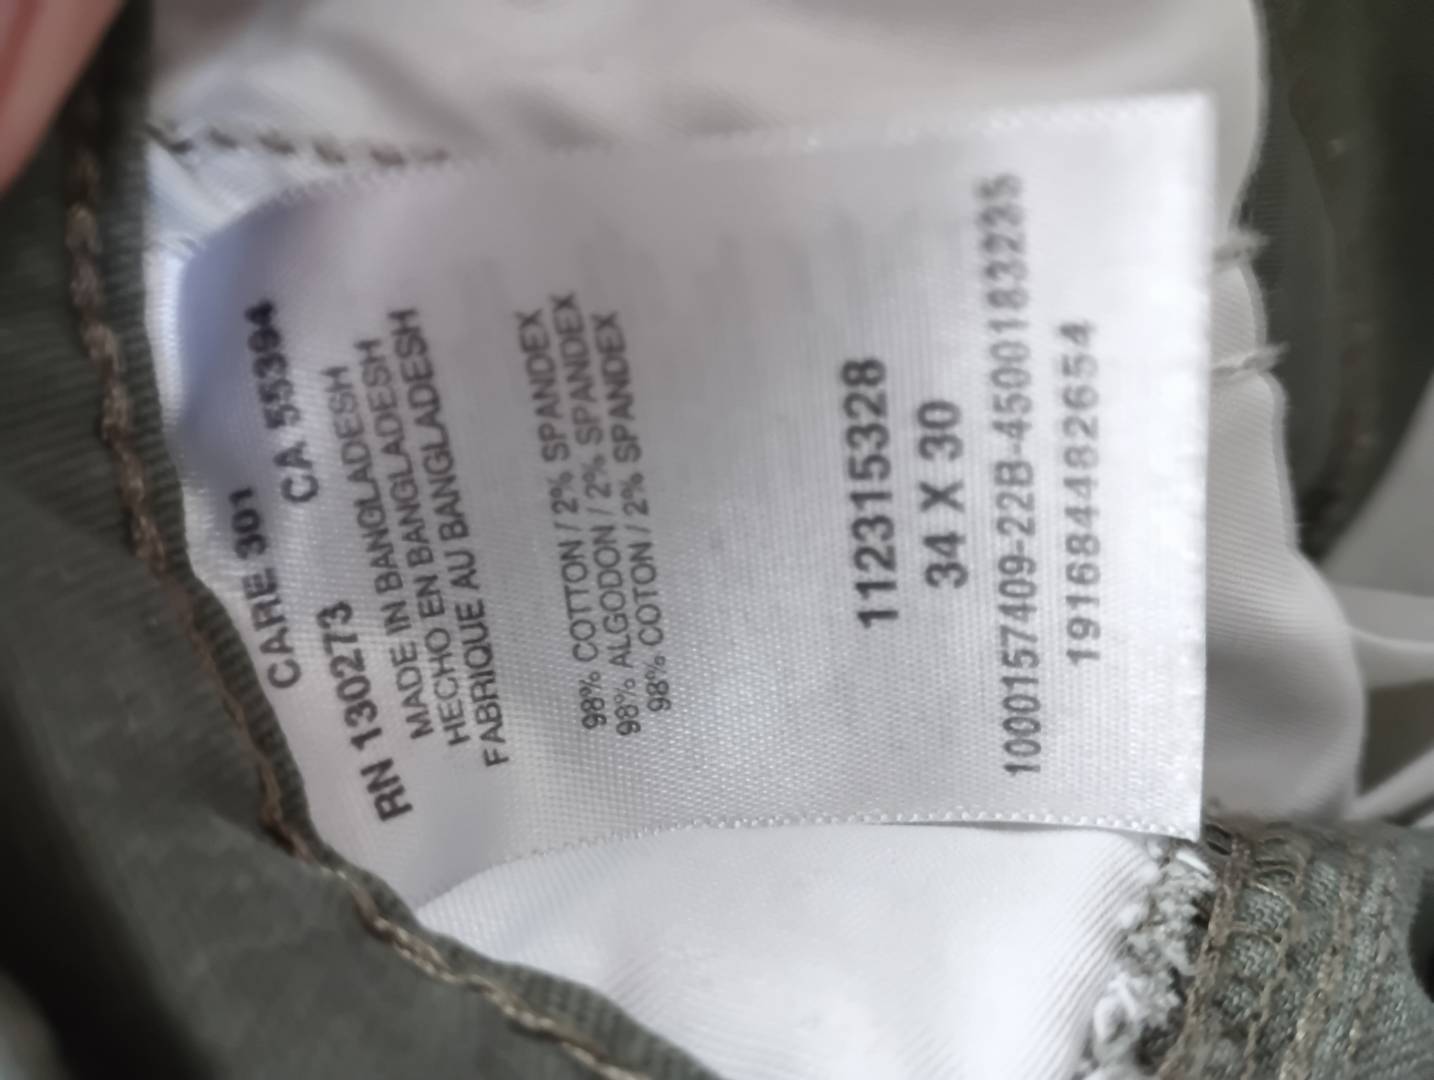 CARE 301 CA 55394
RN 130273
MADE IN BANGLADESH
HECHO EN BANGLADESH
FABRIQUE AU BANGLADESH
98% COTTON / 2% SPANDEX
98% ALGODON / 2% SPANDEX
98% COTON / 2% SPANDEX
112315328
34 X 30
1000157409-22B-4500183235
191684482654